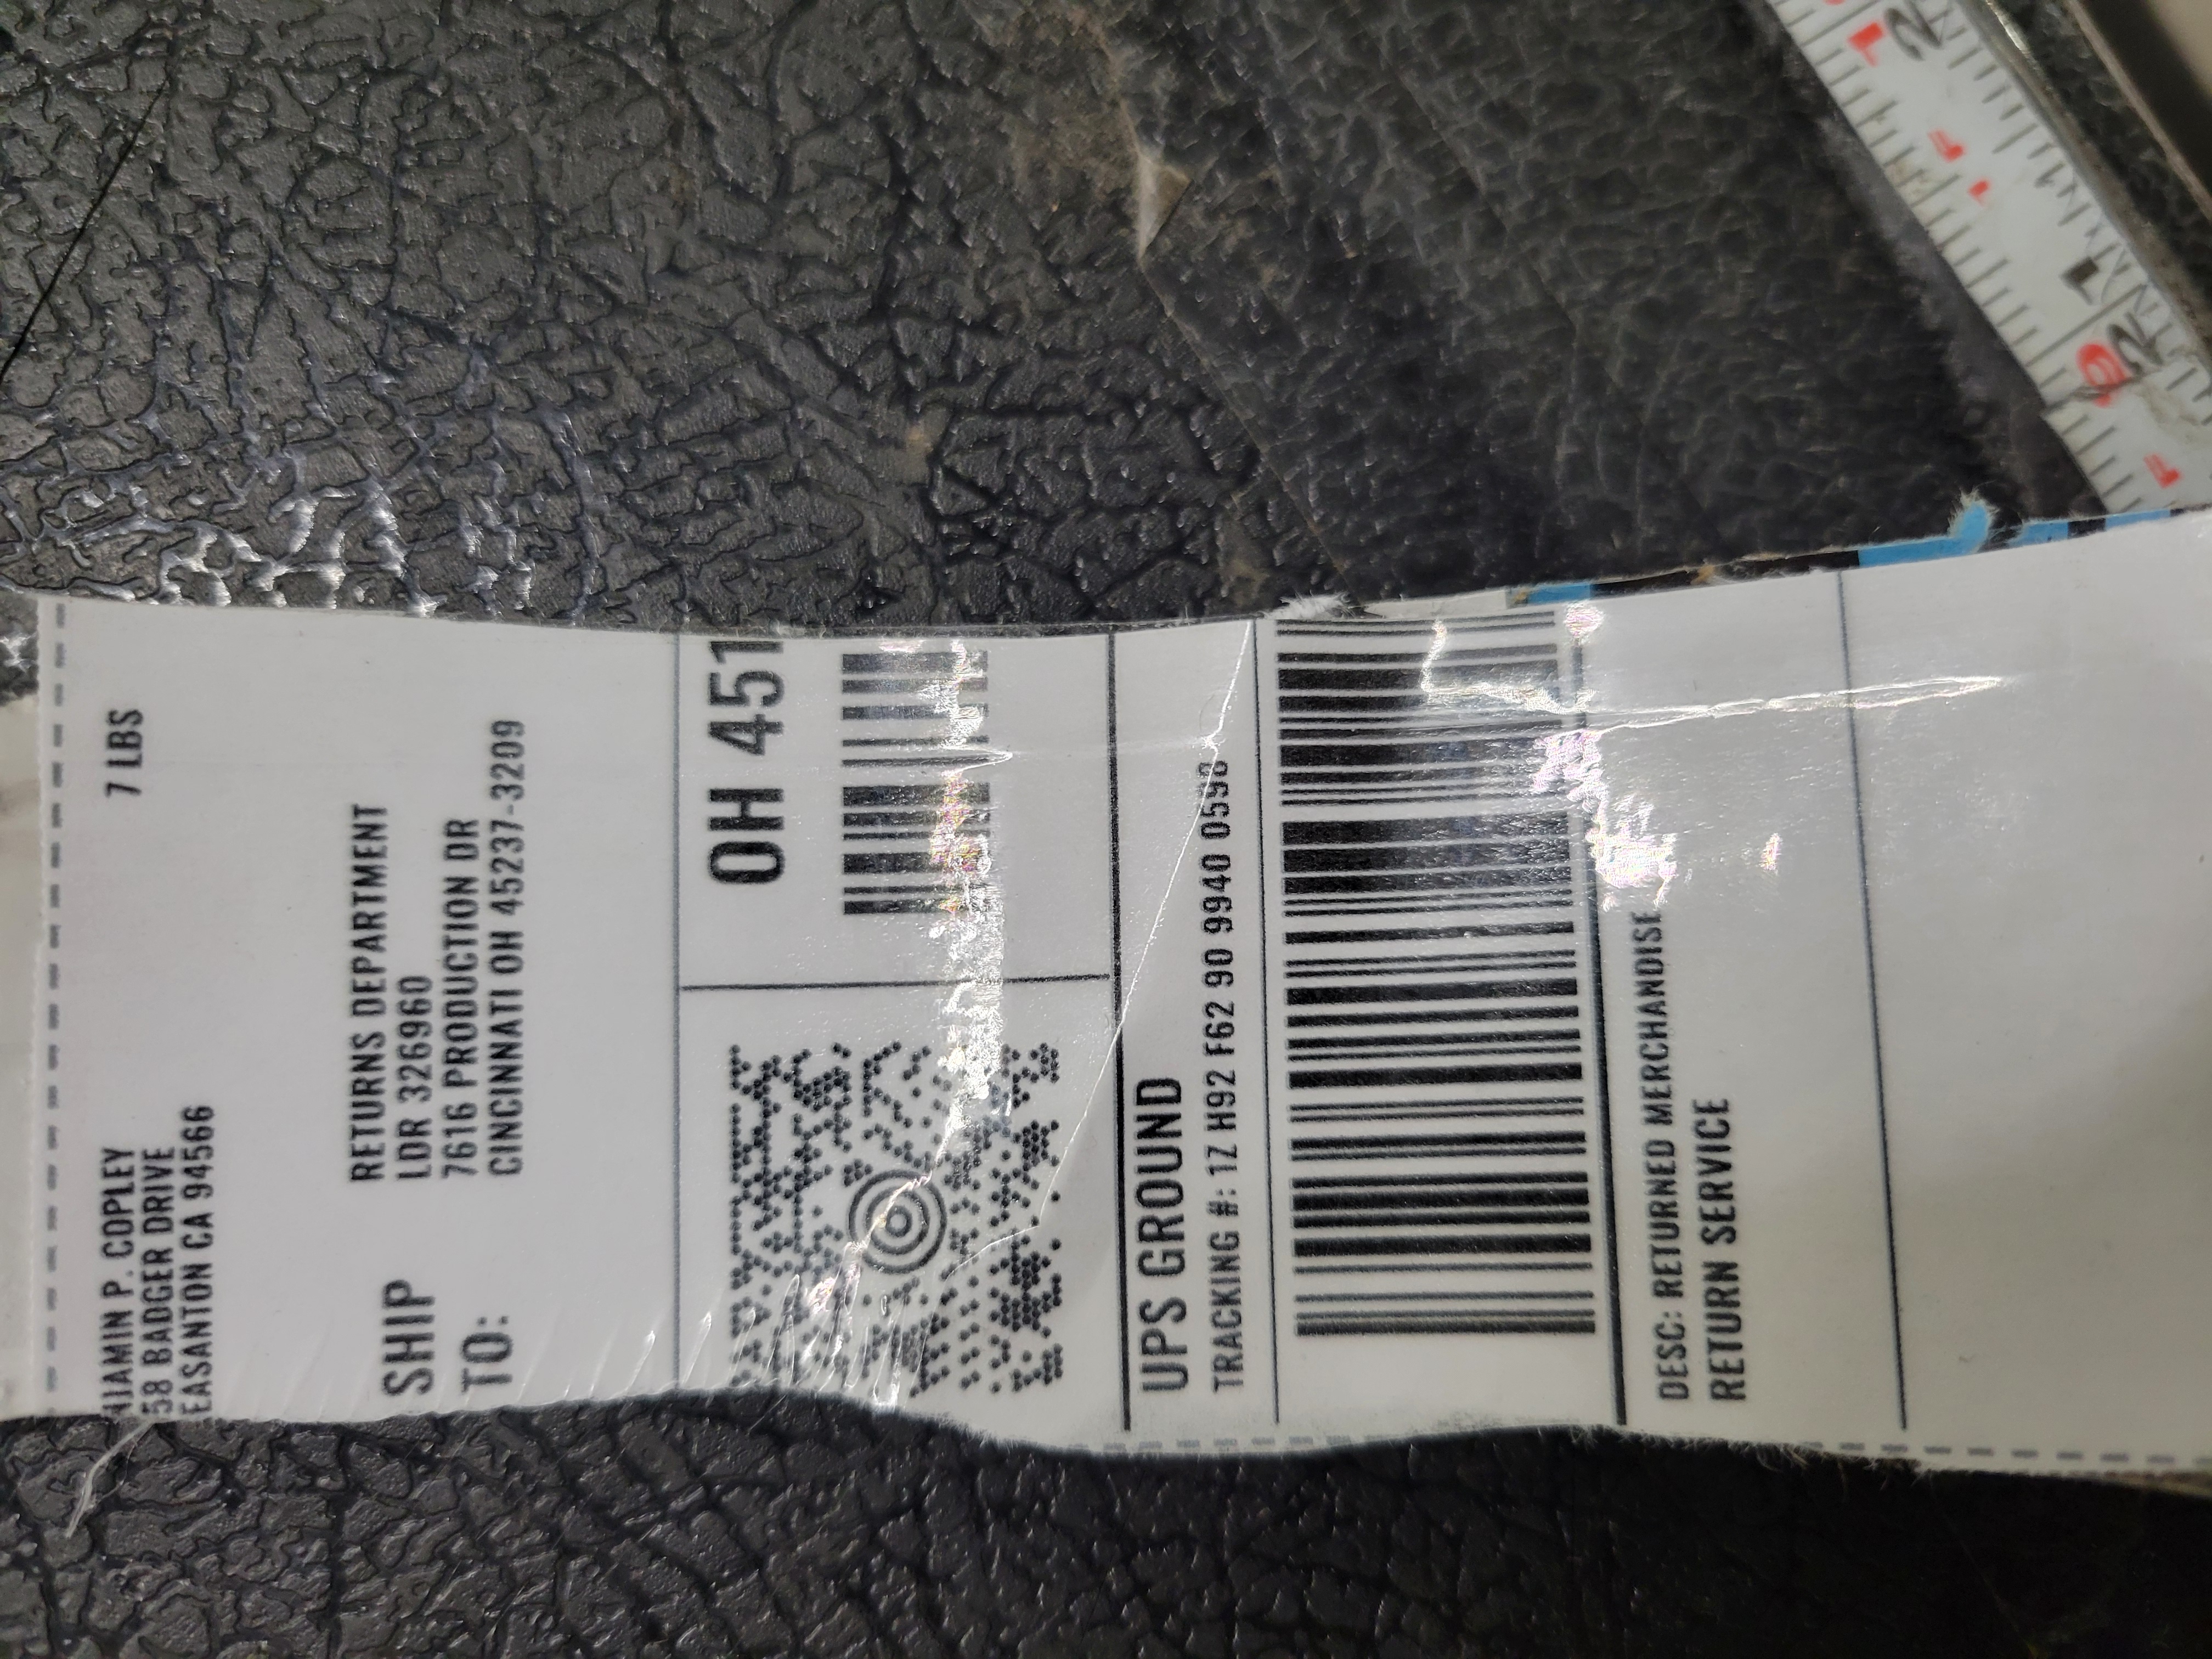 HIAMIN P. COPLEY
58 BADGER DRIVE
EASANTON CA 94566
7 LBS
SHIP
TO:
RETURNS DEPARTMENT
LDR 326960
7616 PRODUCTION DR
CINCINNATI OH 45237-3209
OH 451
UPS GROUND
TRACKING #: 1Z H92 F62 90 9940 0598
DESC: RETURNED MERCHANDISE
RETURN SERVICE